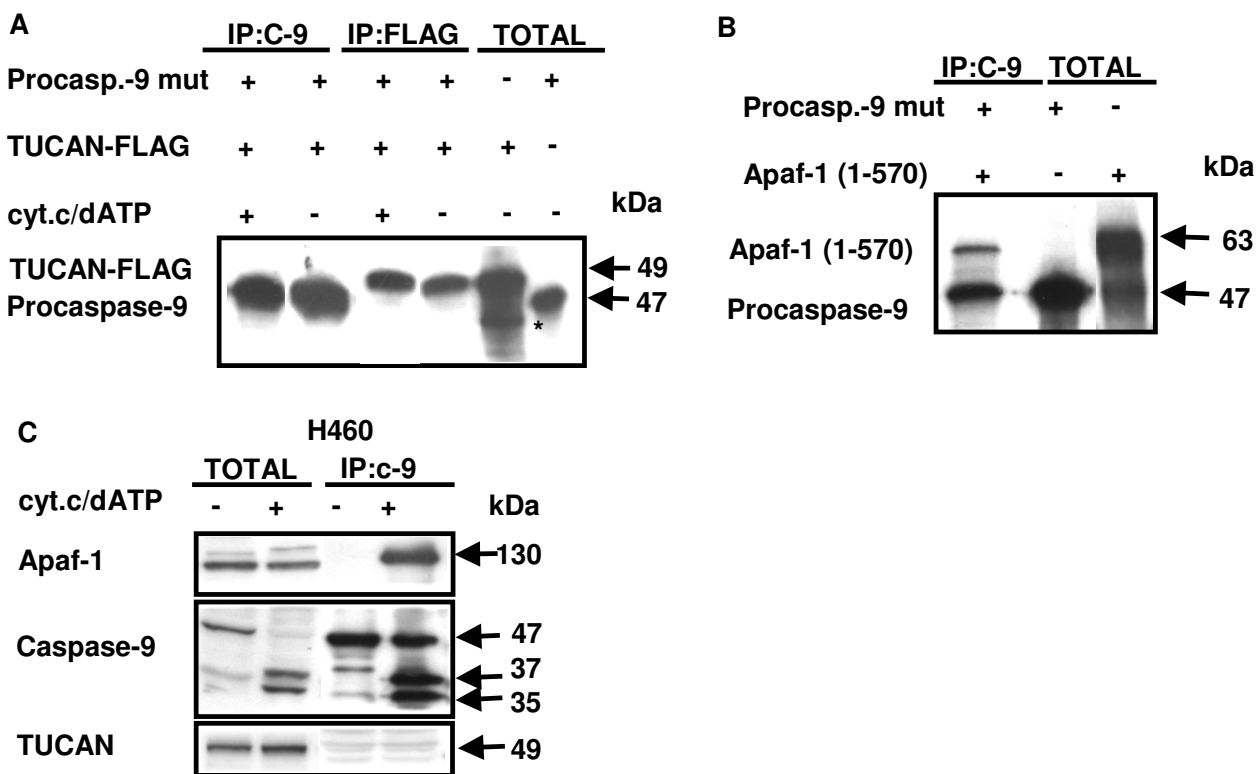 A
IP:C-9 IP:FLAG TOTAL
Procasp.-9 mut + + + + - +
TUCAN-FLAG + + + + + -
cyt.c/dATP + - + - - - kDa
TUCAN-FLAG 49
Procaspase-9 47
*
B
IP:C-9 TOTAL
Procasp.-9 mut + + -
Apaf-1 (1-570) + - + kDa
Apaf-1 (1-570) 63
Procaspase-9 47
C H460
TOTAL IP:c-9
cyt.c/dATP - + - + kDa
Apaf-1 130
Caspase-9 47
37
35
TUCAN 49